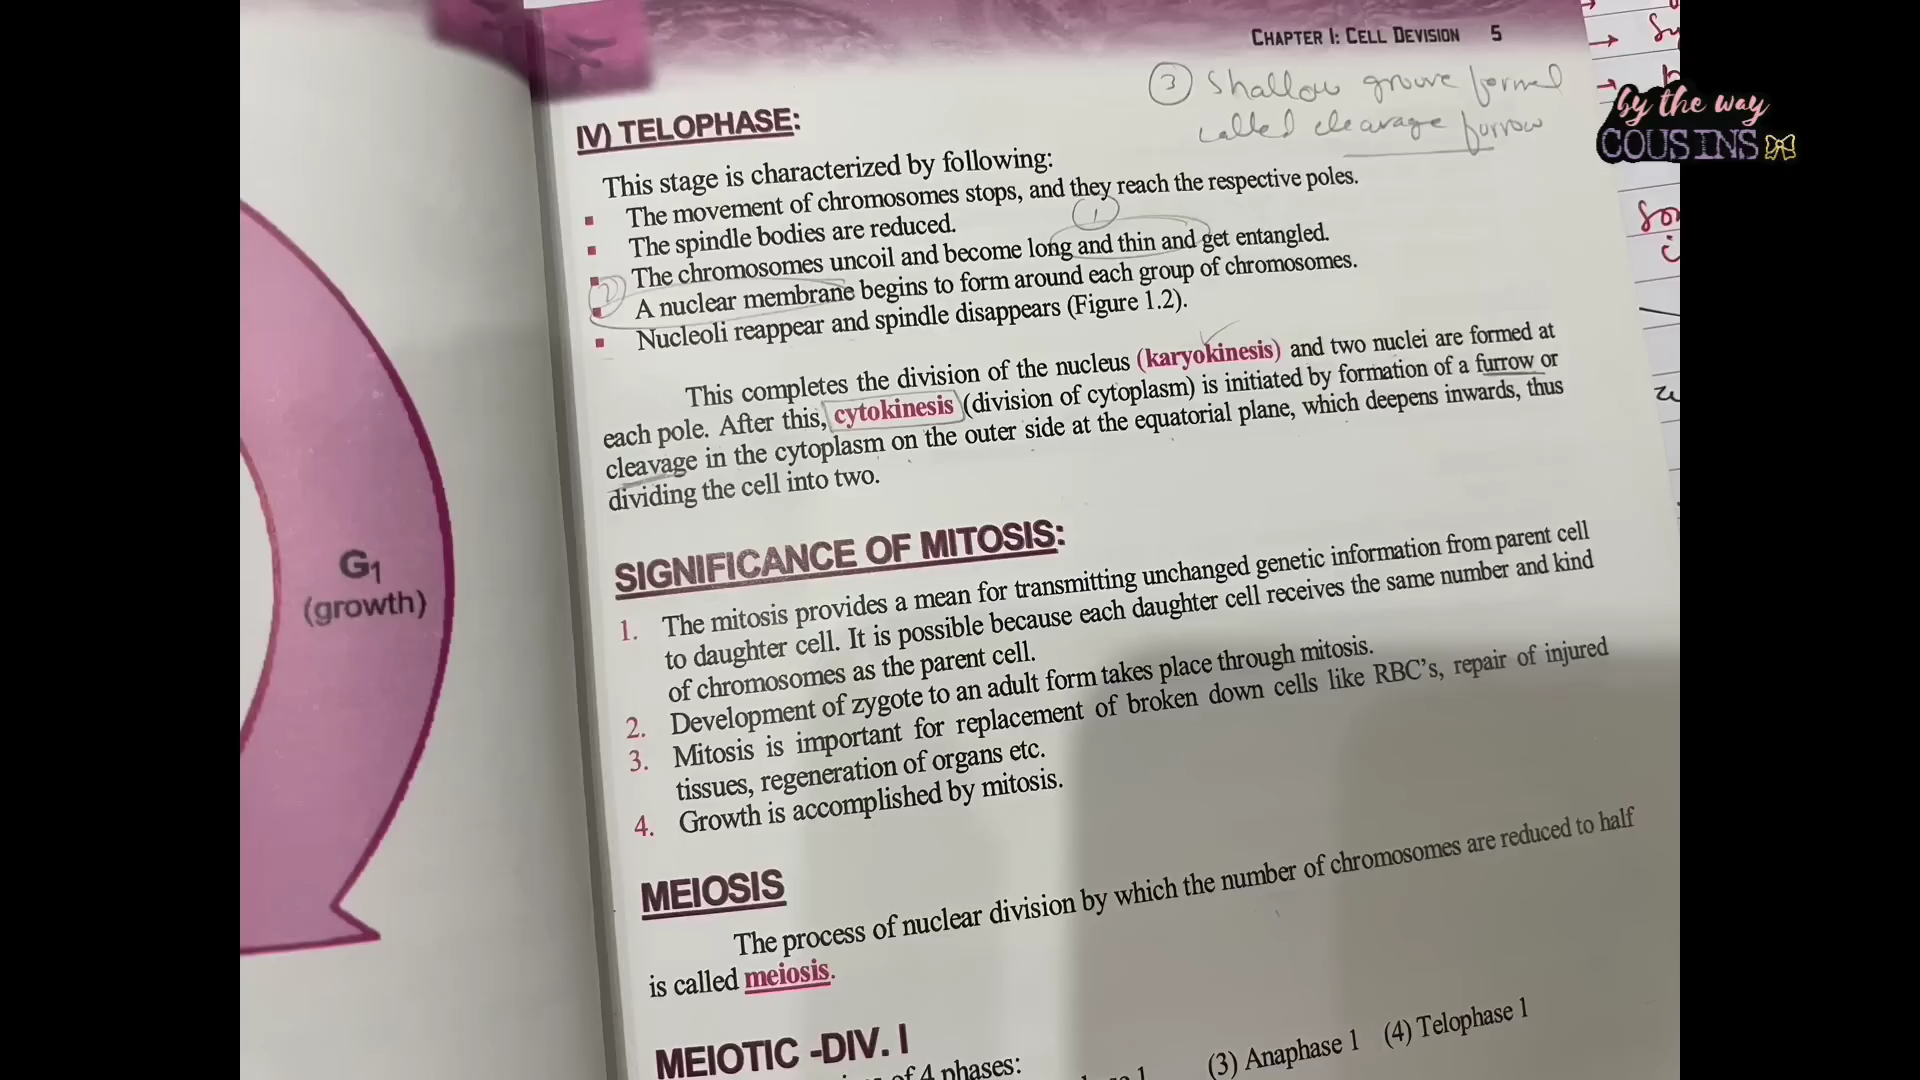 CHAPTER I: CELL DEVISION 5
③ Shallow groove formed
called cleavage furrow
by the way
COUSINS
IV) TELOPHASE:
This stage is characterized by following:
▪ The movement of chromosomes stops, and they reach the respective poles.
▪ The spindle bodies are reduced.
①
▪ The chromosomes uncoil and become long and thin and get entangled.
②
▪ A nuclear membrane begins to form around each group of chromosomes.
▪ Nucleoli reappear and spindle disappears (Figure 1.2).
This completes the division of the nucleus (karyokinesis) and two nuclei are formed at
each pole. After this, cytokinesis (division of cytoplasm) is initiated by formation of a furrow or
cleavage in the cytoplasm on the outer side at the equatorial plane, which deepens inwards, thus
dividing the cell into two.
G1
(growth)
SIGNIFICANCE OF MITOSIS:
1. The mitosis provides a mean for transmitting unchanged genetic information from parent cell
to daughter cell. It is possible because each daughter cell receives the same number and kind
of chromosomes as the parent cell.
2. Development of zygote to an adult form takes place through mitosis.
3. Mitosis is important for replacement of broken down cells like RBC's, repair of injured
tissues, regeneration of organs etc.
4. Growth is accomplished by mitosis.
MEIOSIS
The process of nuclear division by which the number of chromosomes are reduced to half
is called meiosis.
MEIOTIC -DIV. I
of 4 phases:
(3) Anaphase 1 (4) Telophase 1